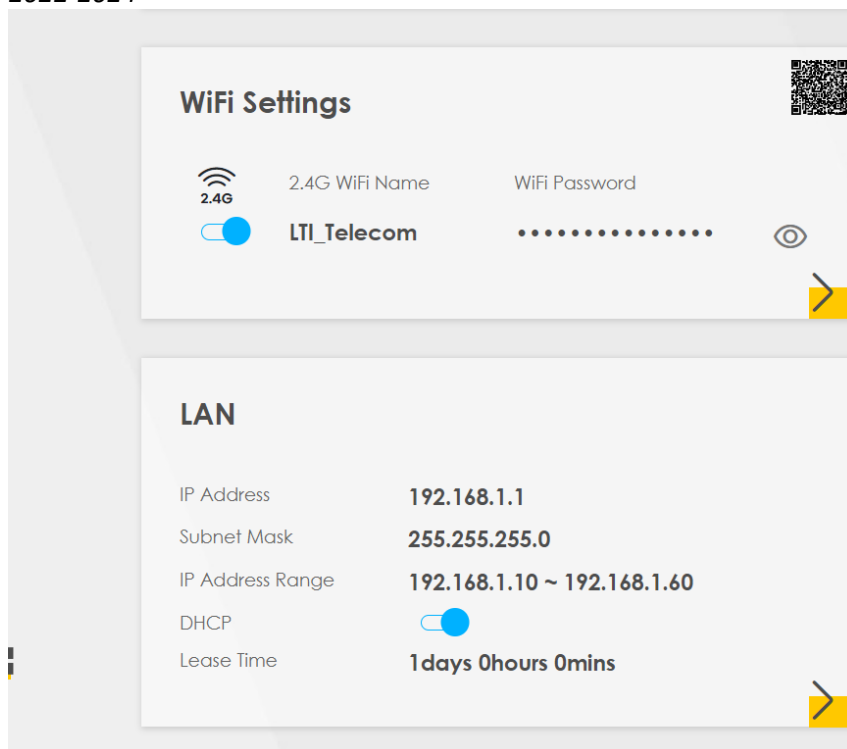 WiFi Settings
2.4G
2.4G WiFi Name WiFi Password
LTI_Telecom •••••••••••••••
LAN
IP Address 192.168.1.1
Subnet Mask 255.255.255.0
IP Address Range 192.168.1.10 ~ 192.168.1.60
DHCP
Lease Time 1days 0hours 0mins